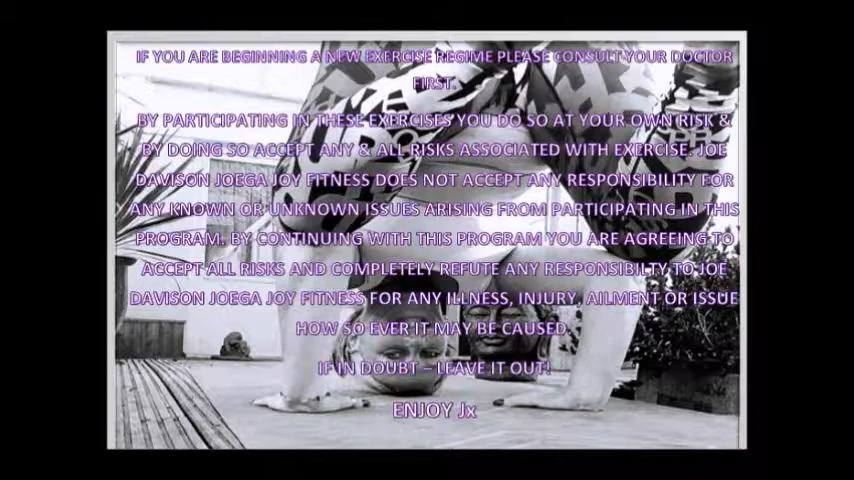 IF YOU ARE BEGINNING A NEW EXERCISE REGIME PLEASE CONSULT YOUR DOCTOR
FIRST.
BY PARTICIPATING IN THESE EXERCISES YOU DO SO AT YOUR OWN RISK &
BY DOING SO ACCEPT ANY & ALL RISKS ASSOCIATED WITH EXERCISE. JOE
DAVISON JOEGA JOY FITNESS DOES NOT ACCEPT ANY RESPONSIBILITY FOR
ANY KNOWN OR UNKNOWN ISSUES ARISING FROM PARTICIPATING IN THIS
PROGRAM. BY CONTINUING WITH THIS PROGRAM YOU ARE AGREEING TO
ACCEPT ALL RISKS AND COMPLETELY REFUTE ANY RESPONSIBILTY TO JOE
DAVISON JOEGA JOY FITNESS FOR ANY ILLNESS, INJURY, AILMENT OR ISSUE
HOW SO EVER IT MAY BE CAUSED.
IF IN DOUBT – LEAVE IT OUT!
ENJOY Jx